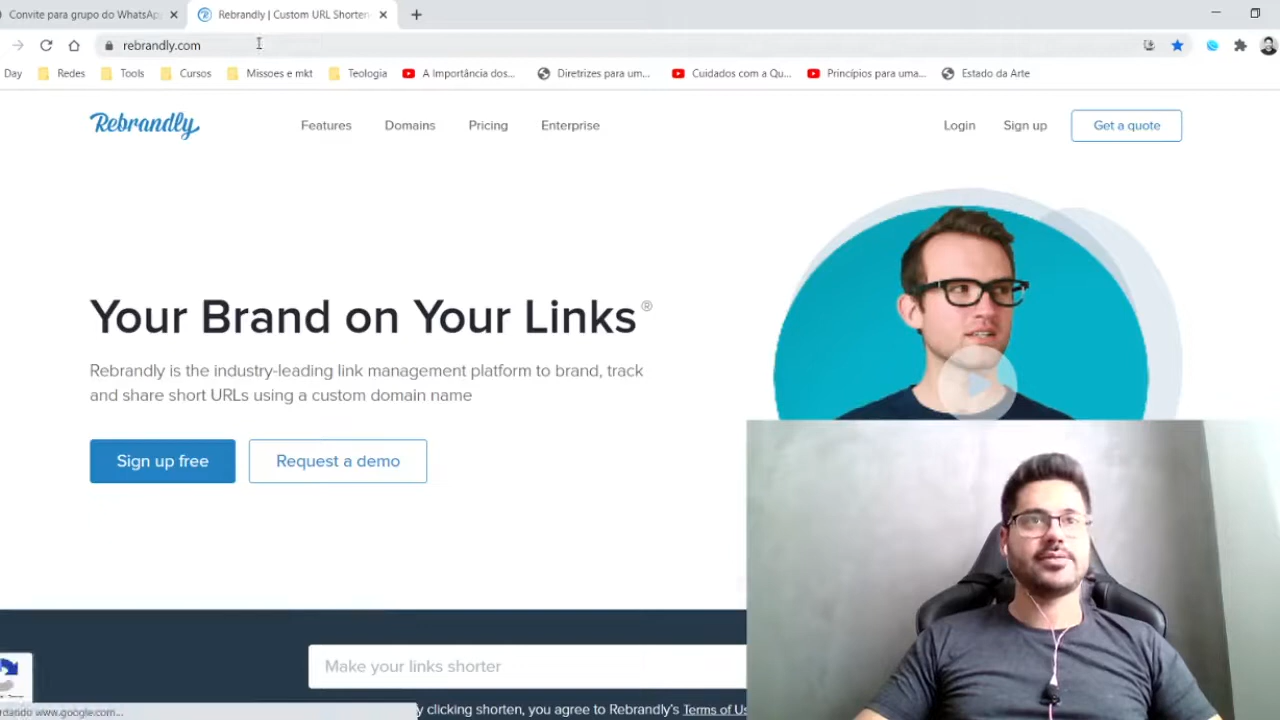 Convite para grupo do WhatsAp
Rebrandly | Custom URL Shorten
rebrandly.com
Day Redes Tools Cursos Missoes e mkt Teologia A Importância dos... Diretrizes para um... Cuidados com a Qu... Princípios para uma... Estado da Arte
Rebrandly Features Domains Pricing Enterprise Login Sign up Get a quote
Your Brand on Your Links®
Rebrandly is the industry-leading link management platform to brand, track
and share short URLs using a custom domain name
Sign up free Request a demo
Make your links shorter
y clicking shorten, you agree to Rebrandly's Terms of Us
www.google.com...